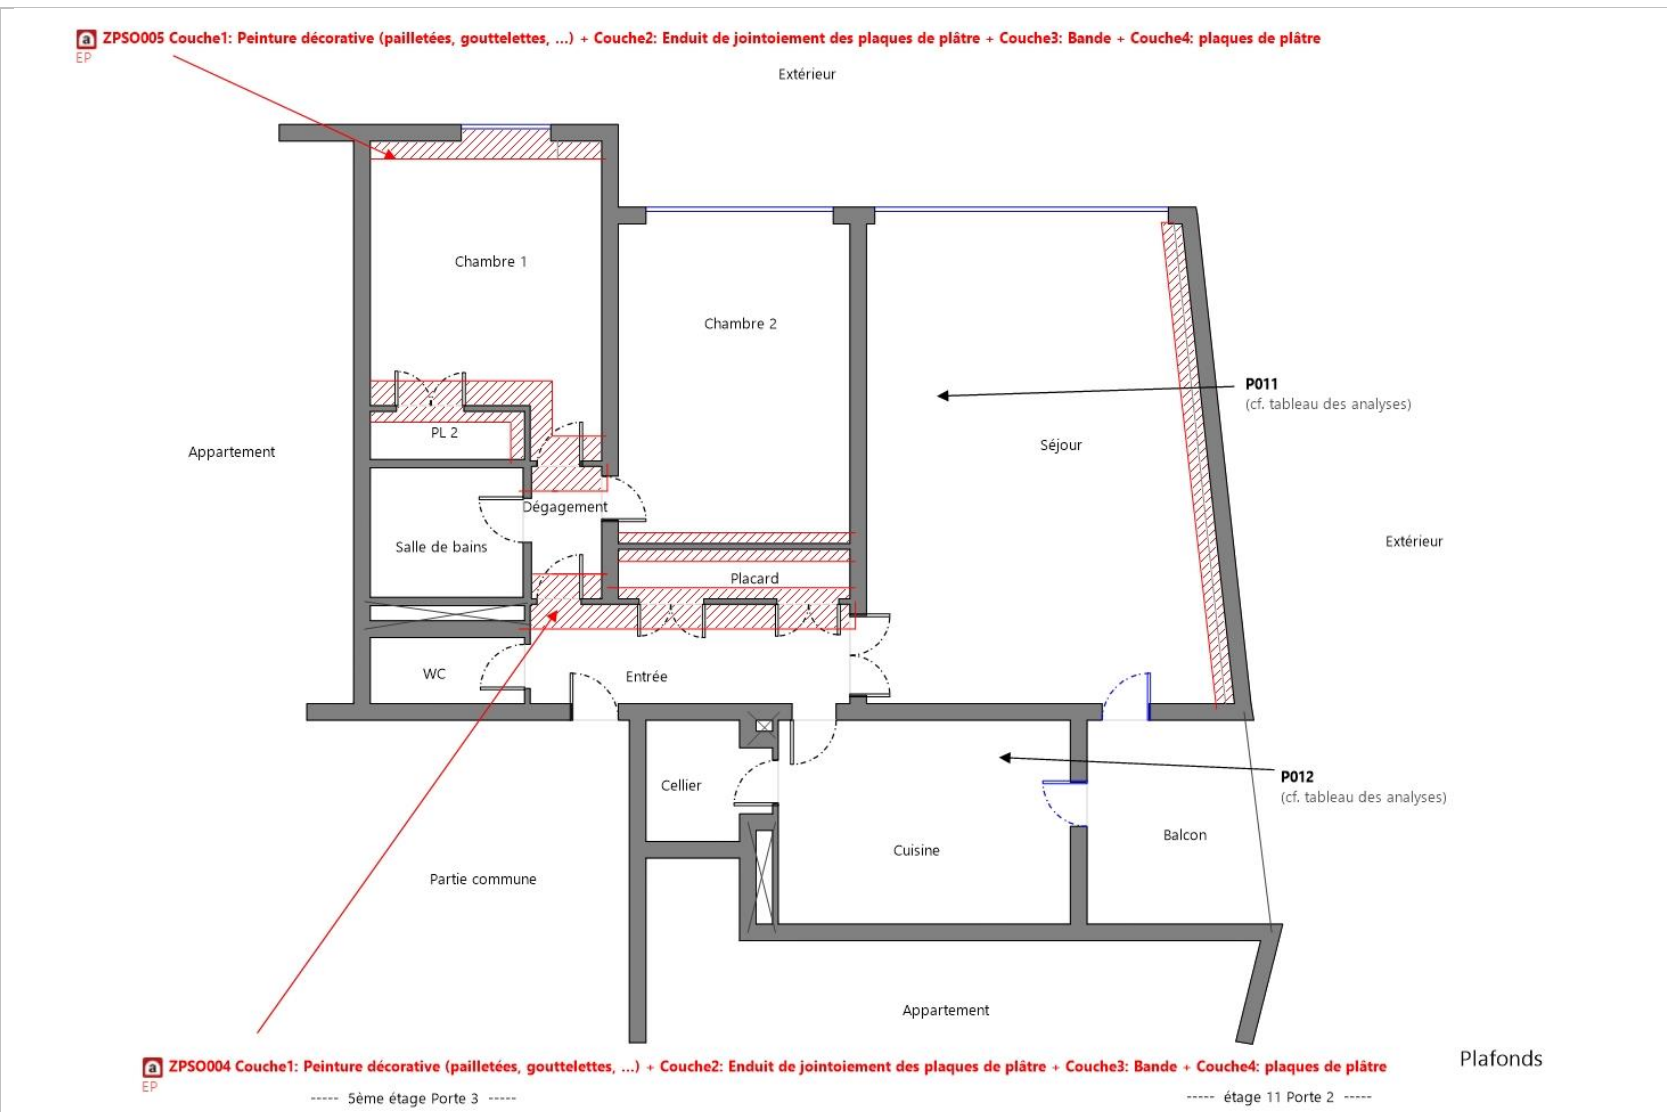 a ZPSO005 Couche1: Peinture décorative (pailletées, gouttelettes, ...) + Couche2: Enduit de jointoiement des plaques de plâtre + Couche3: Bande + Couche4: plaques de plâtre
EP
Extérieur
Chambre 1
Chambre 2
P011
(cf. tableau des analyses)
PL 2
Séjour
Appartement
Dégagement
Extérieur
Salle de bains
Placard
WC
Entrée
P012
(cf. tableau des analyses)
Cellier
Balcon
Cuisine
Partie commune
Appartement
Plafonds
a ZPSO004 Couche1: Peinture décorative (pailletées, gouttelettes, ...) + Couche2: Enduit de jointoiement des plaques de plâtre + Couche3: Bande + Couche4: plaques de plâtre
EP
----- 5ème étage Porte 3 -----
----- étage 11 Porte 2 -----